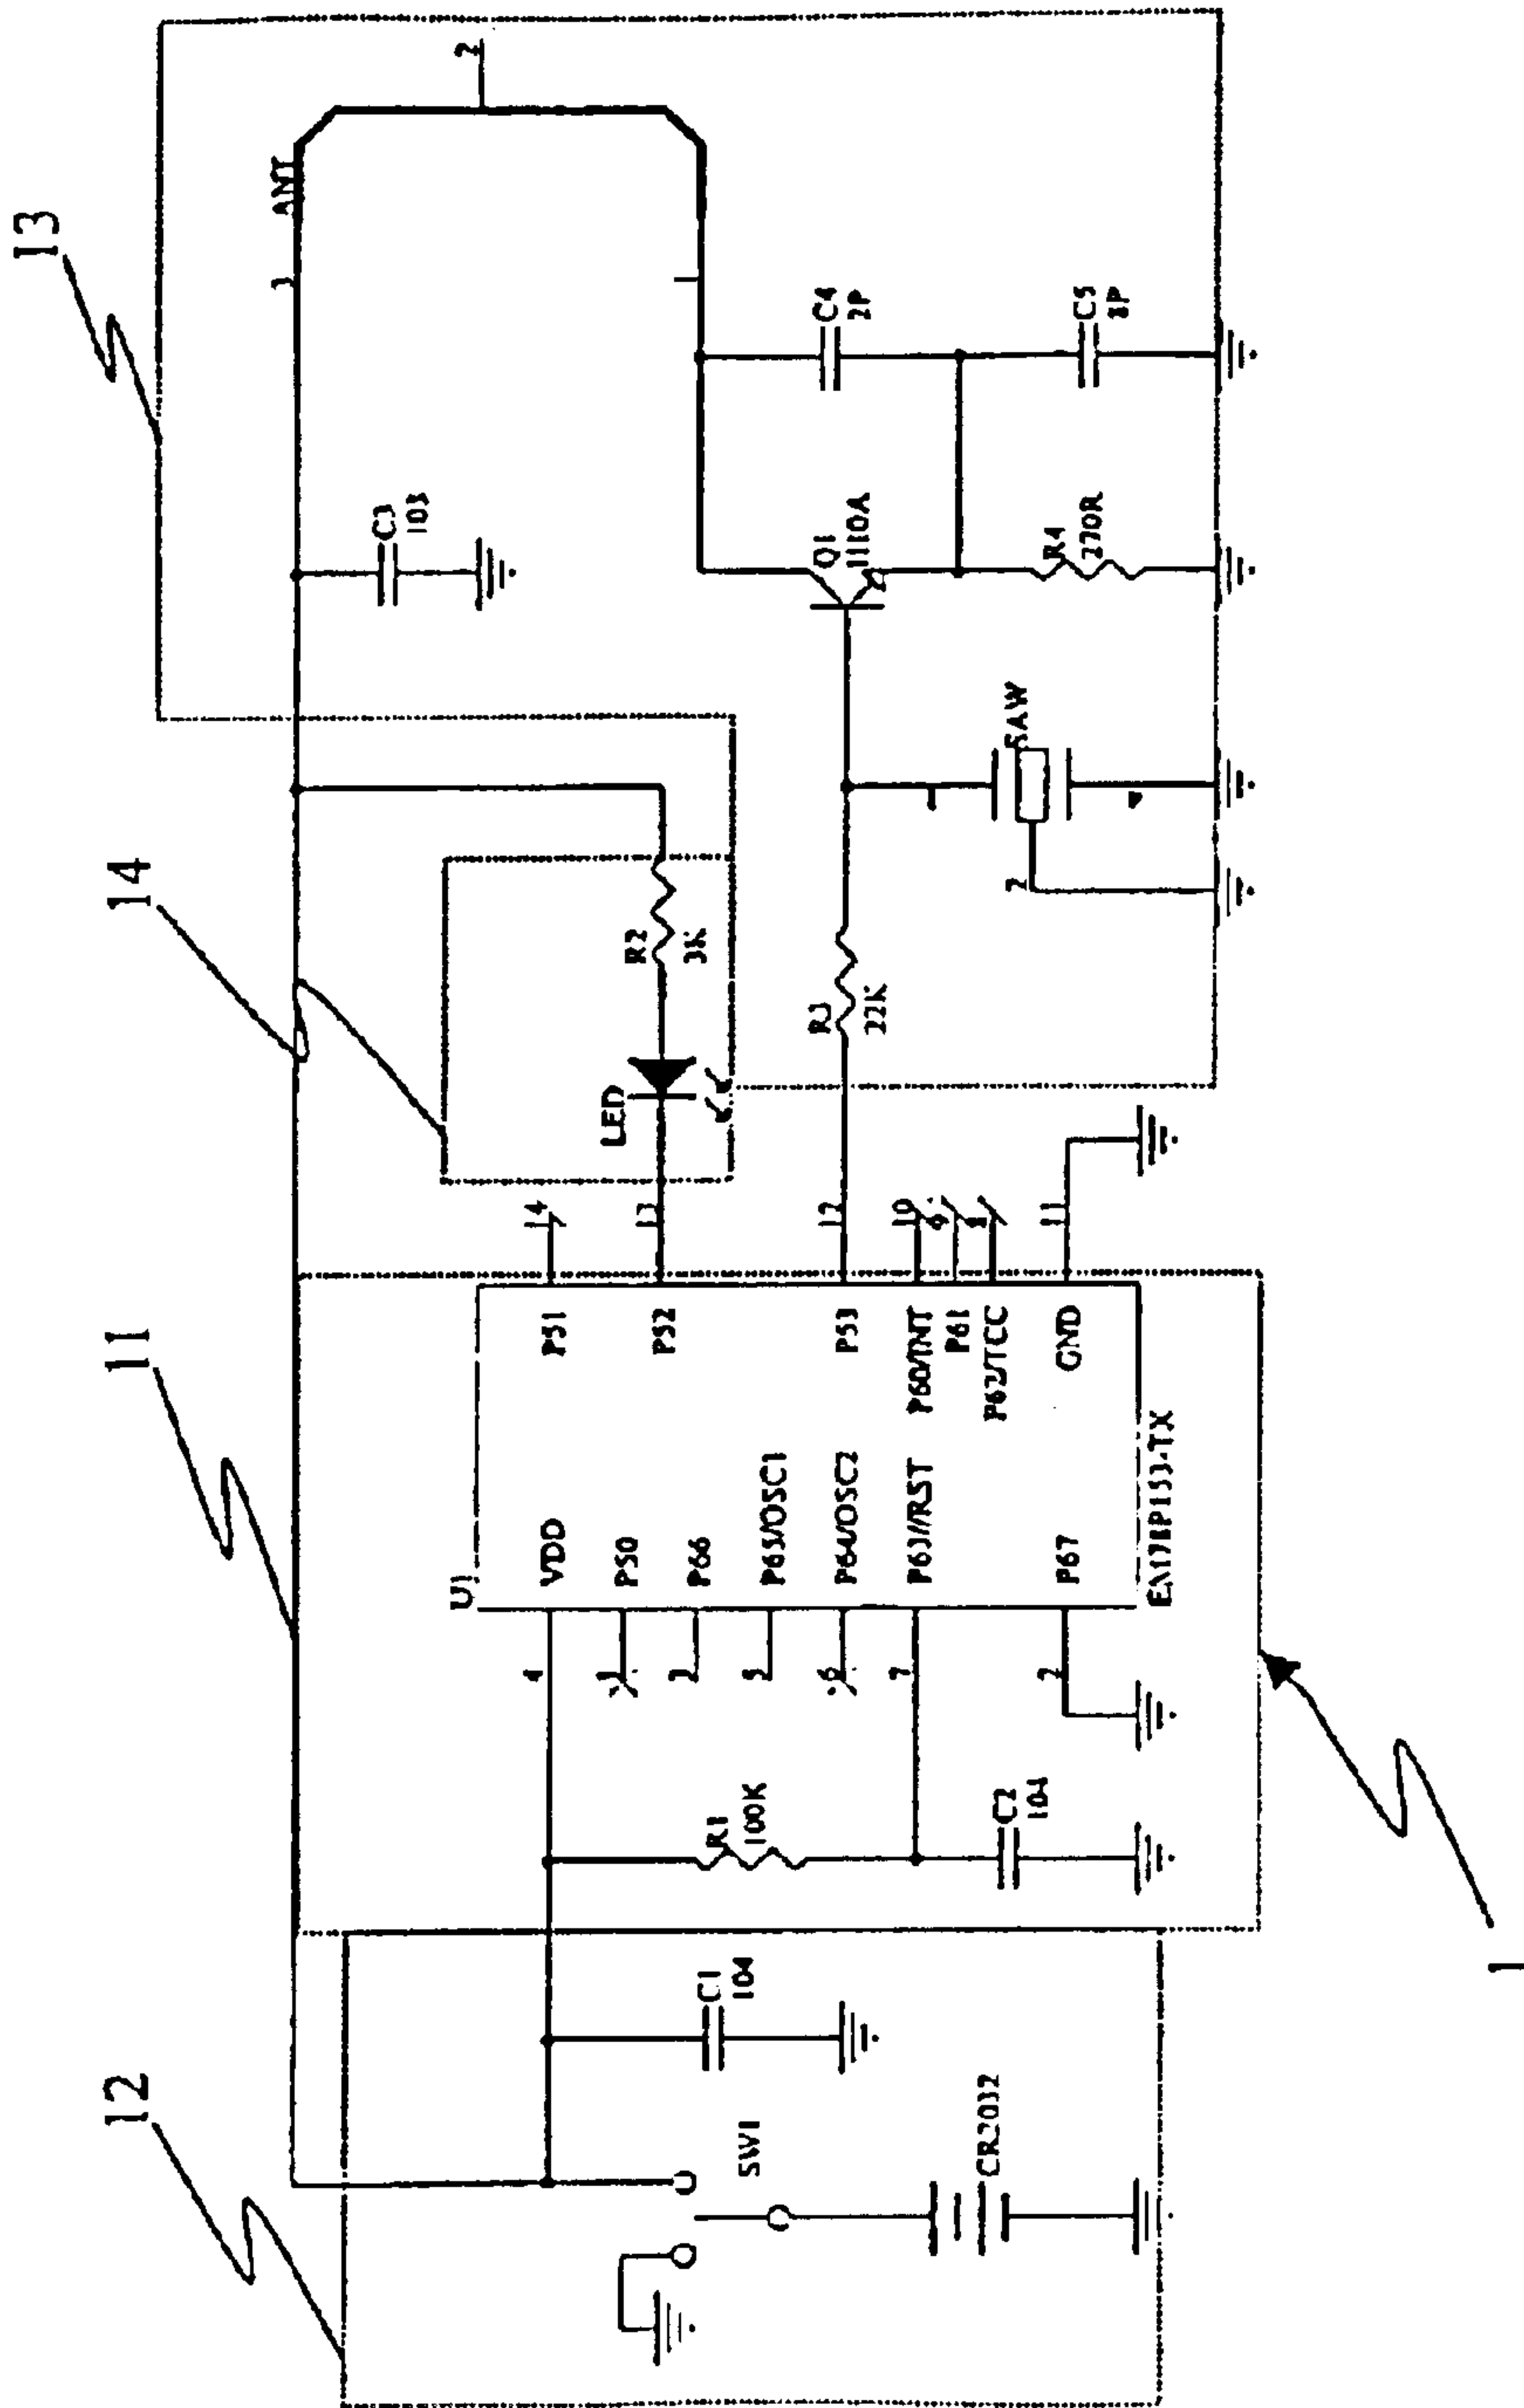 13
14
11
12
1
ANT
3
2
1
C3
103
C4
2P
C5
8P
Q1
1110A
R4
270R
SAW
2
R2
3K
LED
R3
22K
14
13
12
10
11
U1
VDD
P50
P66
P65/OSC1
P64/OSC2
P63//RST
P67
P51
P52
P53
P60/INT
P61
P62/TCC
GND
4
1
3
5
6
7
2
R1
100K
C2
104
C1
104
SW1
CR2032